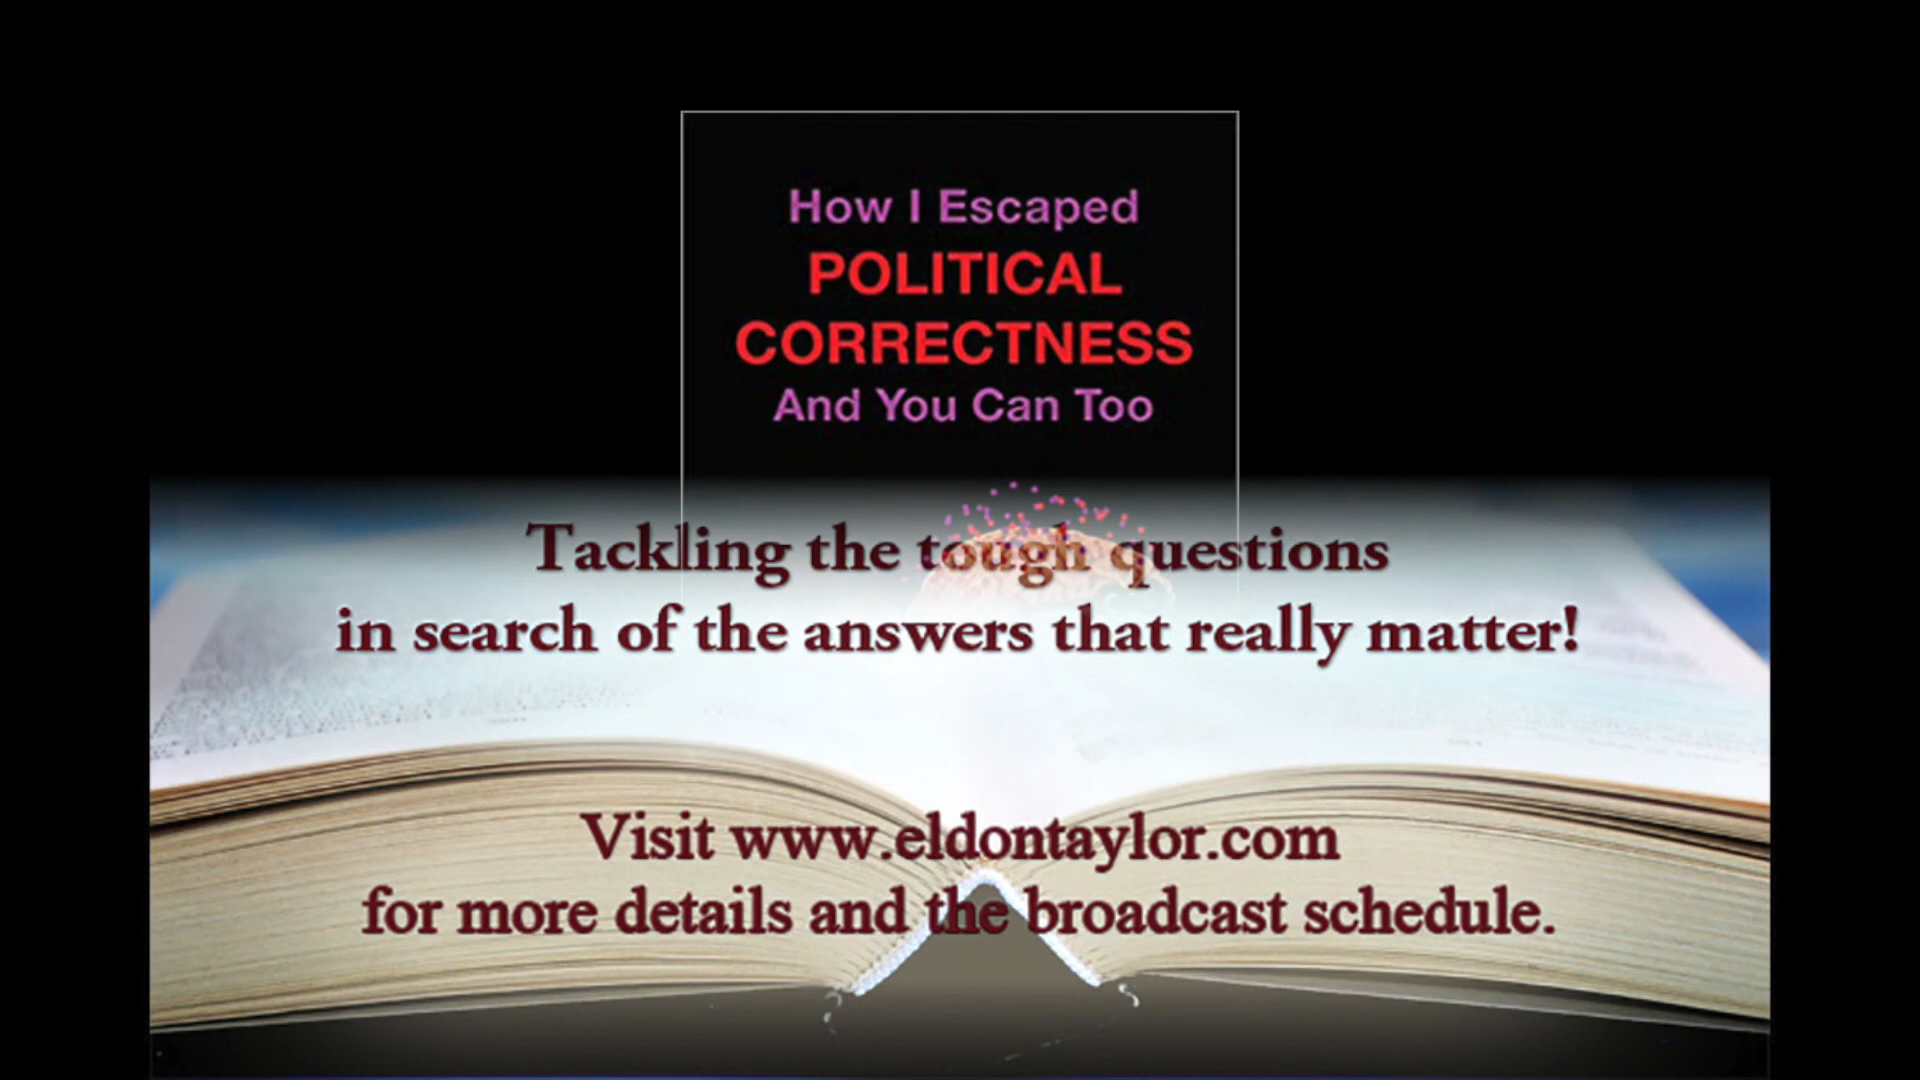 How I Escaped
POLITICAL
CORRECTNESS
And You Can Too
Tackling the tough questions
in search of the answers that really matter!
Visit www.eldontaylor.com
for more details and the broadcast schedule.